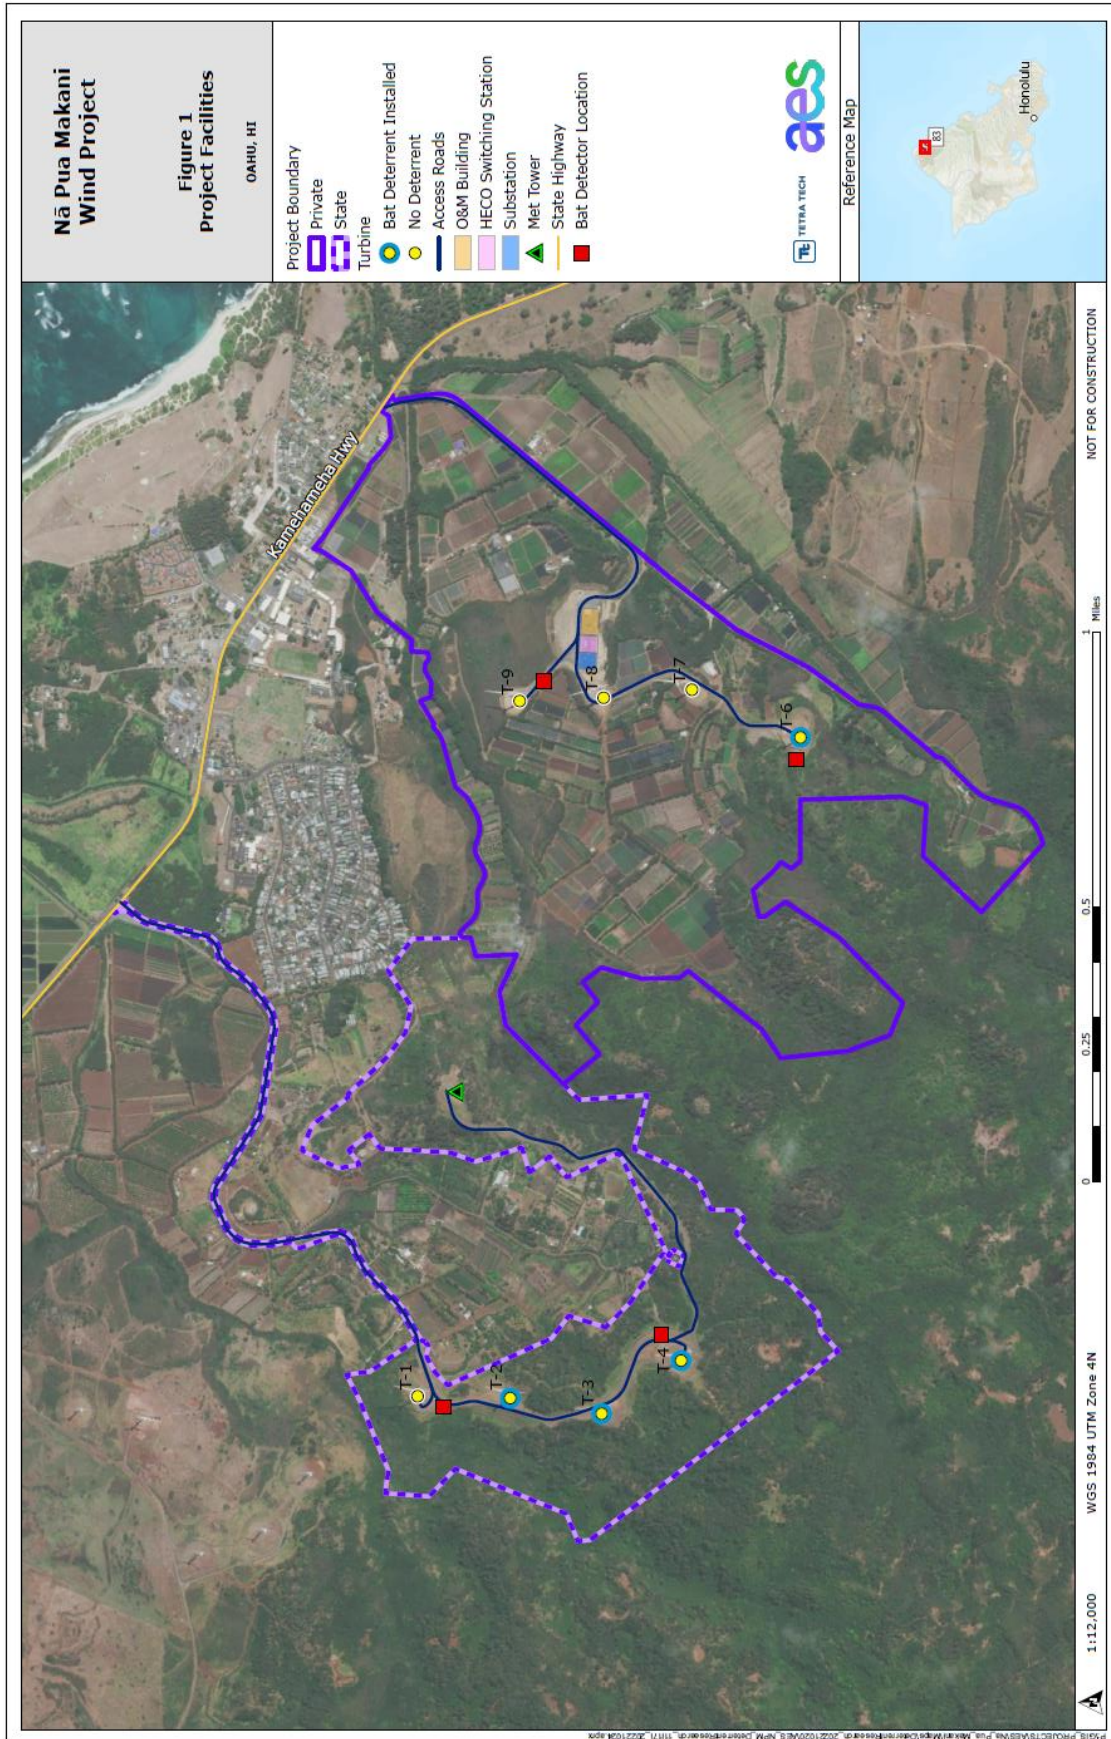 Nā Pua Makani
Wind Project
Figure 1
Project Facilities
OAHU, HI
Project Boundary
Private
State
Turbine
Bat Deterrent Installed
No Deterrent
Access Roads
O&M Building
HECO Switching Station
Substation
Met Tower
State Highway
Bat Detector Location
TETRA TECH
aes
Reference Map
83
Honolulu
Kamehameha Hwy
T-1
T-2
T-3
T-4
T-9
T-8
T-7
T-6
1:12,000
WGS 1984 UTM Zone 4N
0
0.25
0.5
1
Miles
NOT FOR CONSTRUCTION